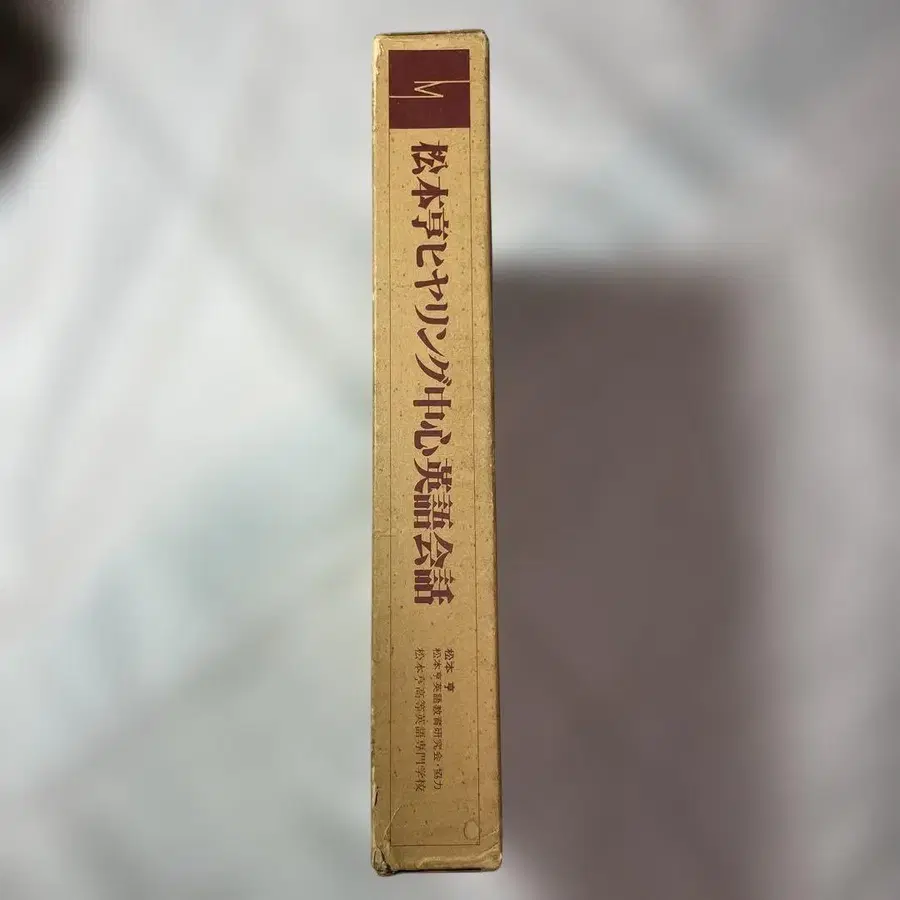 M
松本亨ヒヤリング中心英語会話
松本 亨
松本亨英語教育研究会・協力
松本亨高等英語専門学校